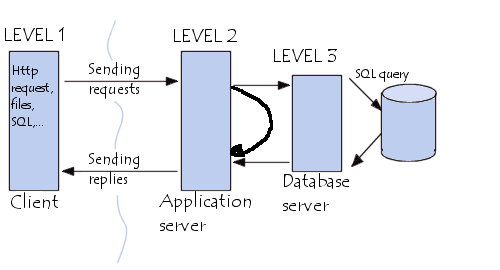 LEVEL 1
LEVEL 2
LEVEL 3
Http
request,
files,
SQL,...
Sending
requests
SQL query
Sending
replies
Client
Application
server
Database
server